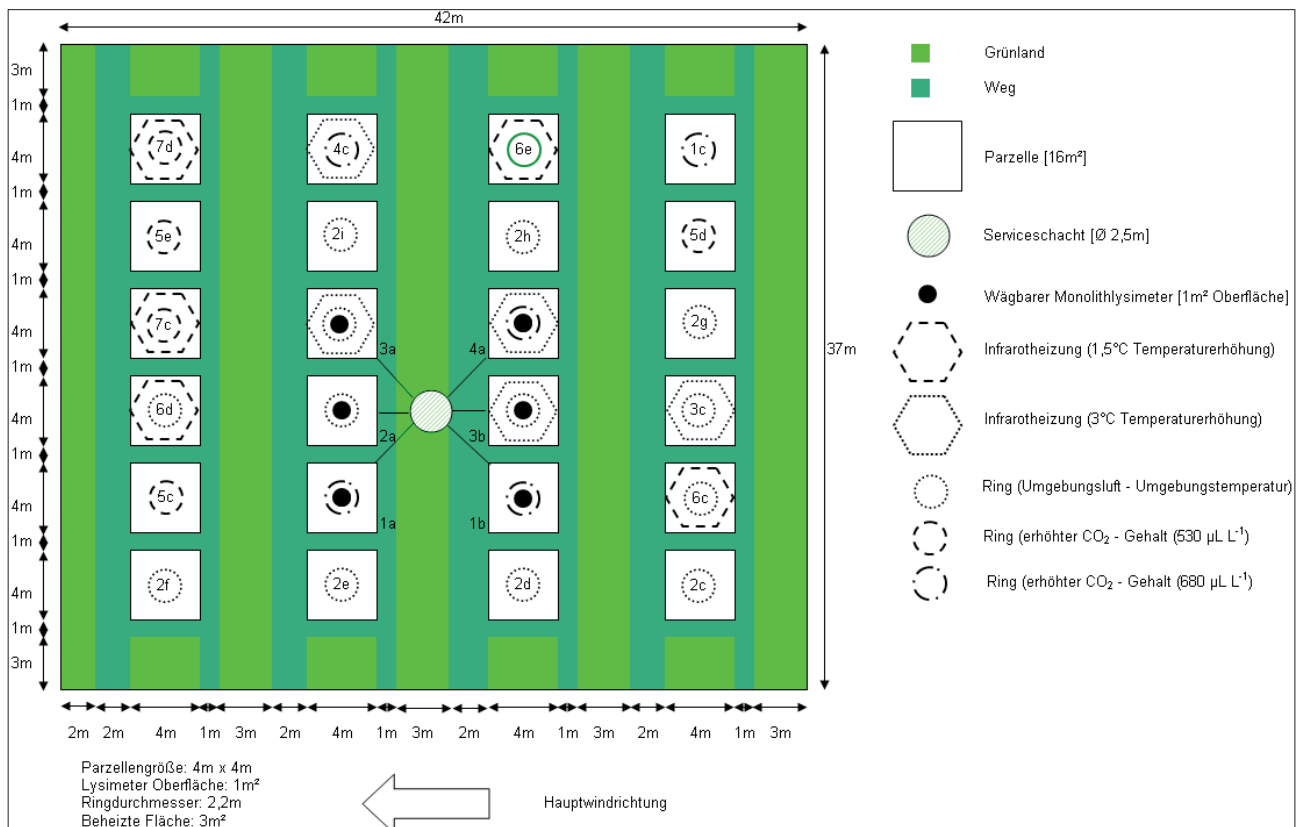 42m
3m
1m
4m
1m
4m
1m
4m
1m
4m
1m
4m
1m
4m
1m
3m
7d
4c
6e
1c
5e
2i
2h
5d
7c
2g
3a
4a
37m
6d
3c
2a
3b
5c
6c
1a
1b
2f
2e
2d
2c
2m 2m 4m 1m 3m 2m 4m 1m 3m 2m 4m 1m 3m 2m 4m 1m 3m
Parzellengröße: 4m x 4m
Lysimeter Oberfläche: 1m²
Ringdurchmesser: 2,2m
Beheizte Fläche: 3m²
Hauptwindrichtung
Grünland
Weg
Parzelle [16m²]
Serviceschacht [Ø 2,5m]
Wägbarer Monolithlysimeter [1m² Oberfläche]
Infrarotheizung (1,5°C Temperaturerhöhung)
Infrarotheizung (3°C Temperaturerhöhung)
Ring (Umgebungsluft - Umgebungstemperatur)
Ring (erhöhter CO₂ - Gehalt (530 µL L⁻¹)
Ring (erhöhter CO₂ - Gehalt (680 µL L⁻¹)